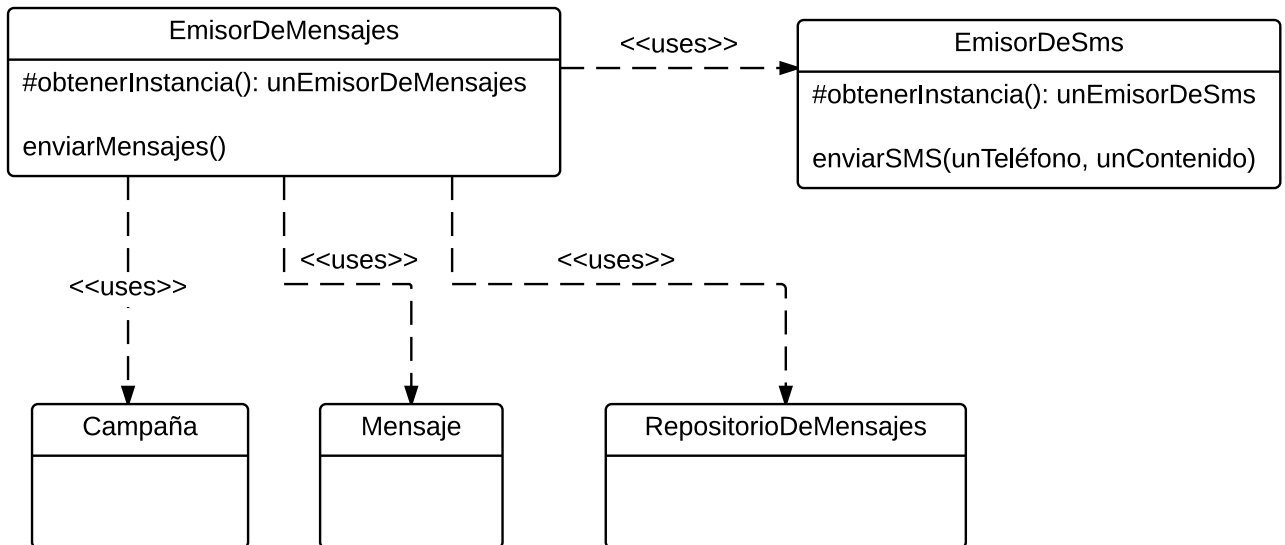 EmisorDeMensajes
#obtenerInstancia(): unEmisorDeMensajes
enviarMensajes()
<<uses>>
EmisorDeSms
#obtenerInstancia(): unEmisorDeSms
enviarSMS(unTeléfono, unContenido)
<<uses>>
<<uses>>
<<uses>>
Campaña
Mensaje
RepositorioDeMensajes